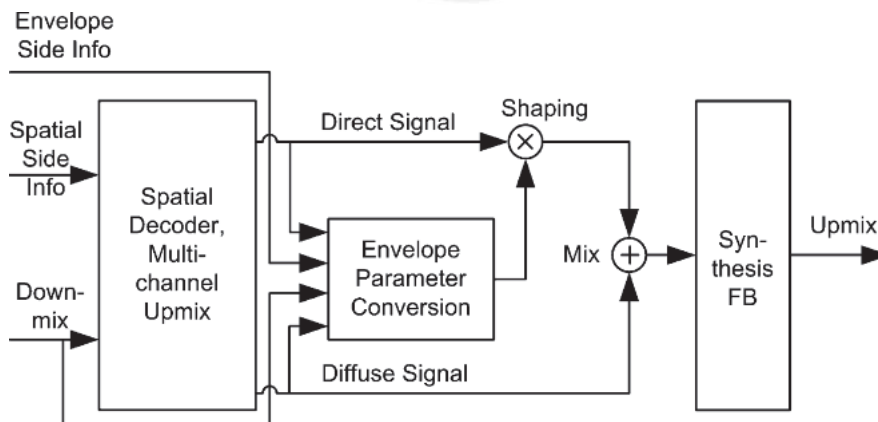 Envelope
Side Info
Spatial
Side
Info
Down-
mix
Spatial
Decoder,
Multi-
channel
Upmix
Direct Signal
Shaping
Envelope
Parameter
Conversion
Diffuse Signal
Mix
Syn-
thesis
FB
Upmix